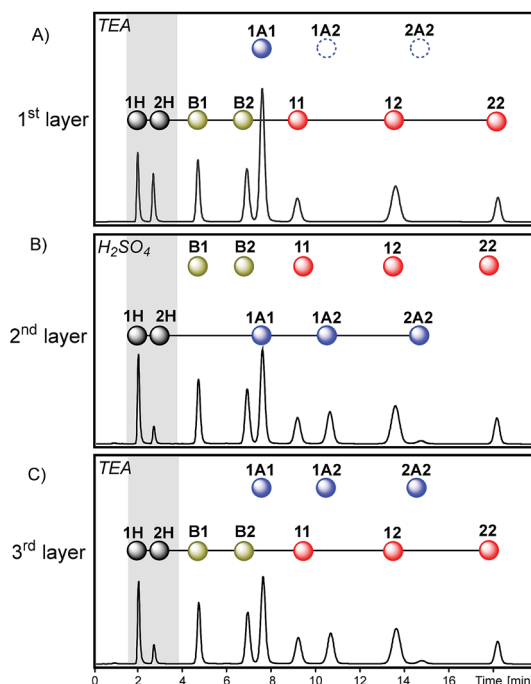 A)
TEA
1A1 1A2 2A2
1st layer
1H 2H B1 B2 11 12 22
B)
H2SO4
B1 B2 11 12 22
2nd layer
1H 2H 1A1 1A2 2A2
C)
TEA
1A1 1A2 2A2
3rd layer
1H 2H B1 B2 11 12 22
0 2 4 6 8 10 12 14 16 Time [min